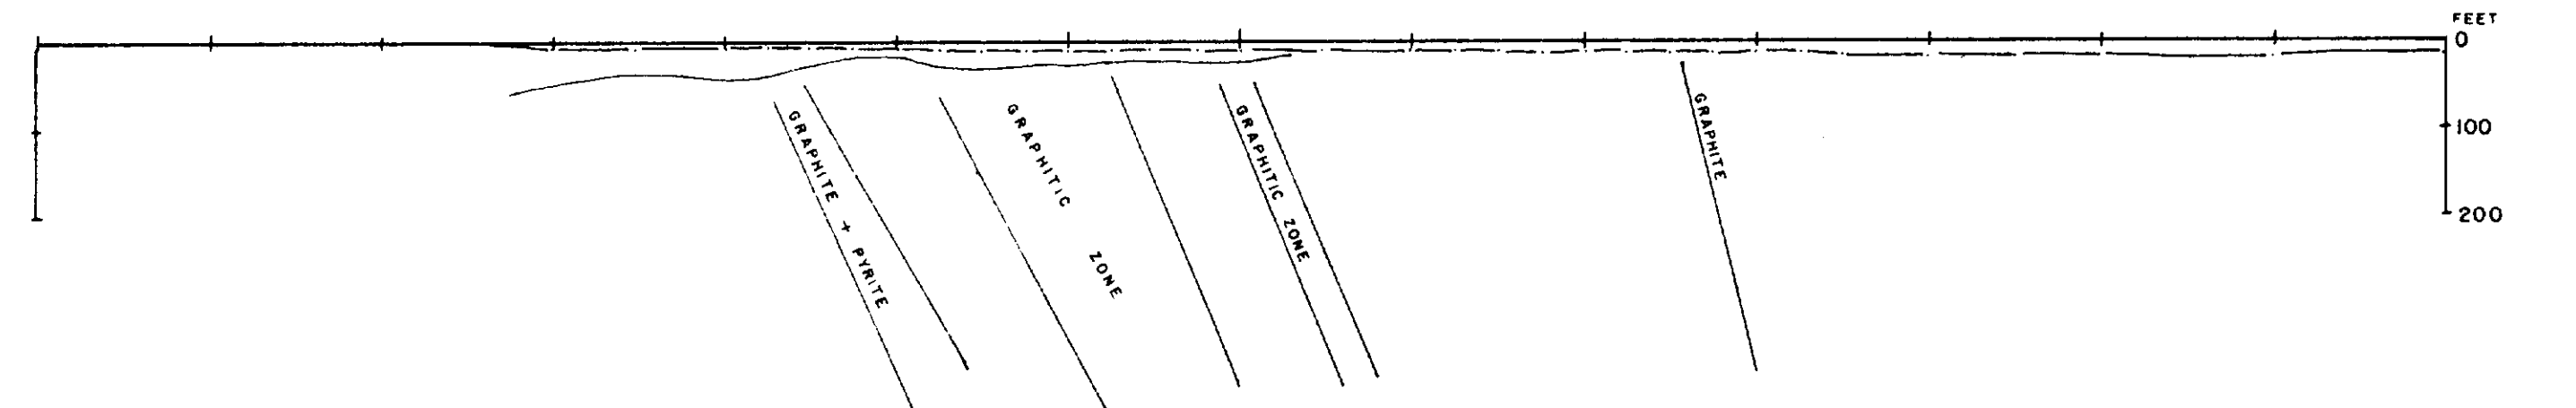 FEET
0
100
200
GRAPHITE + PYRITE
GRAPHITIC ZONE
GRAPHITIC ZONE
GRAPHITE